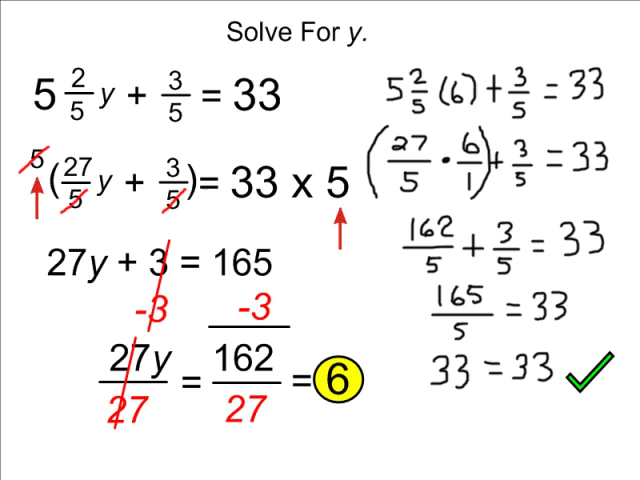 Solve For y.
5 2/5 y + 3/5 = 33
5 (27/5 y + 3/5) = 33 x 5
27y + 3 = 165
-3 -3
27y/27 = 162/27 = 6
5 2/5 (6) + 3/5 = 33
(27/5 · 6/1) + 3/5 = 33
162/5 + 3/5 = 33
165/5 = 33
33 = 33